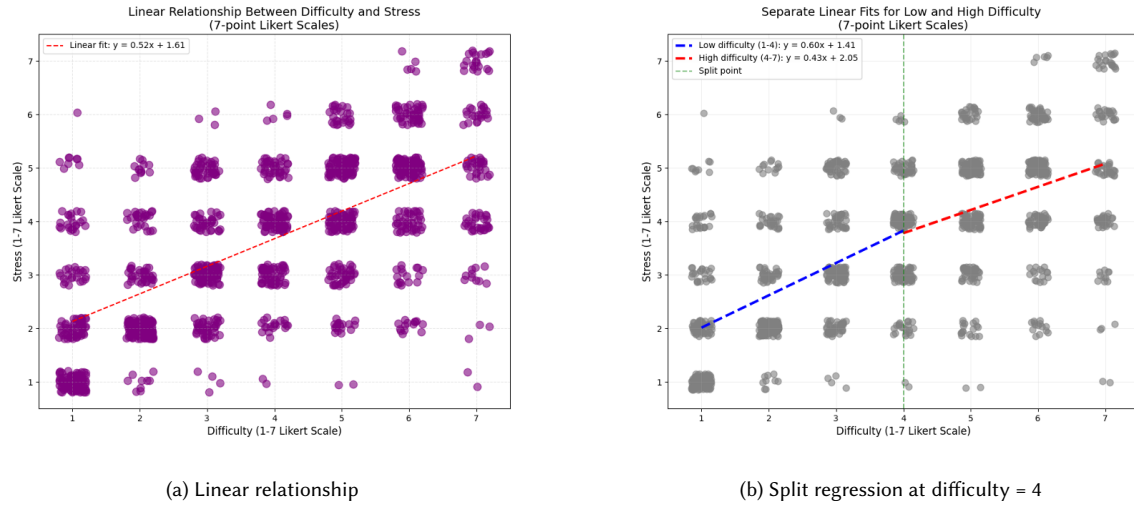 Linear Relationship Between Difficulty and Stress
(7-point Likert Scales)
Linear fit: y = 0.52x + 1.61
7
6
5
4
3
2
1
Stress (1-7 Likert Scale)
1 2 3 4 5 6 7
Difficulty (1-7 Likert Scale)
(a) Linear relationship
Separate Linear Fits for Low and High Difficulty
(7-point Likert Scales)
Low difficulty (1-4): y = 0.60x + 1.41
High difficulty (4-7): y = 0.43x + 2.05
Split point
7
6
5
4
3
2
1
Stress (1-7 Likert Scale)
1 2 3 4 5 6 7
Difficulty (1-7 Likert Scale)
(b) Split regression at difficulty = 4